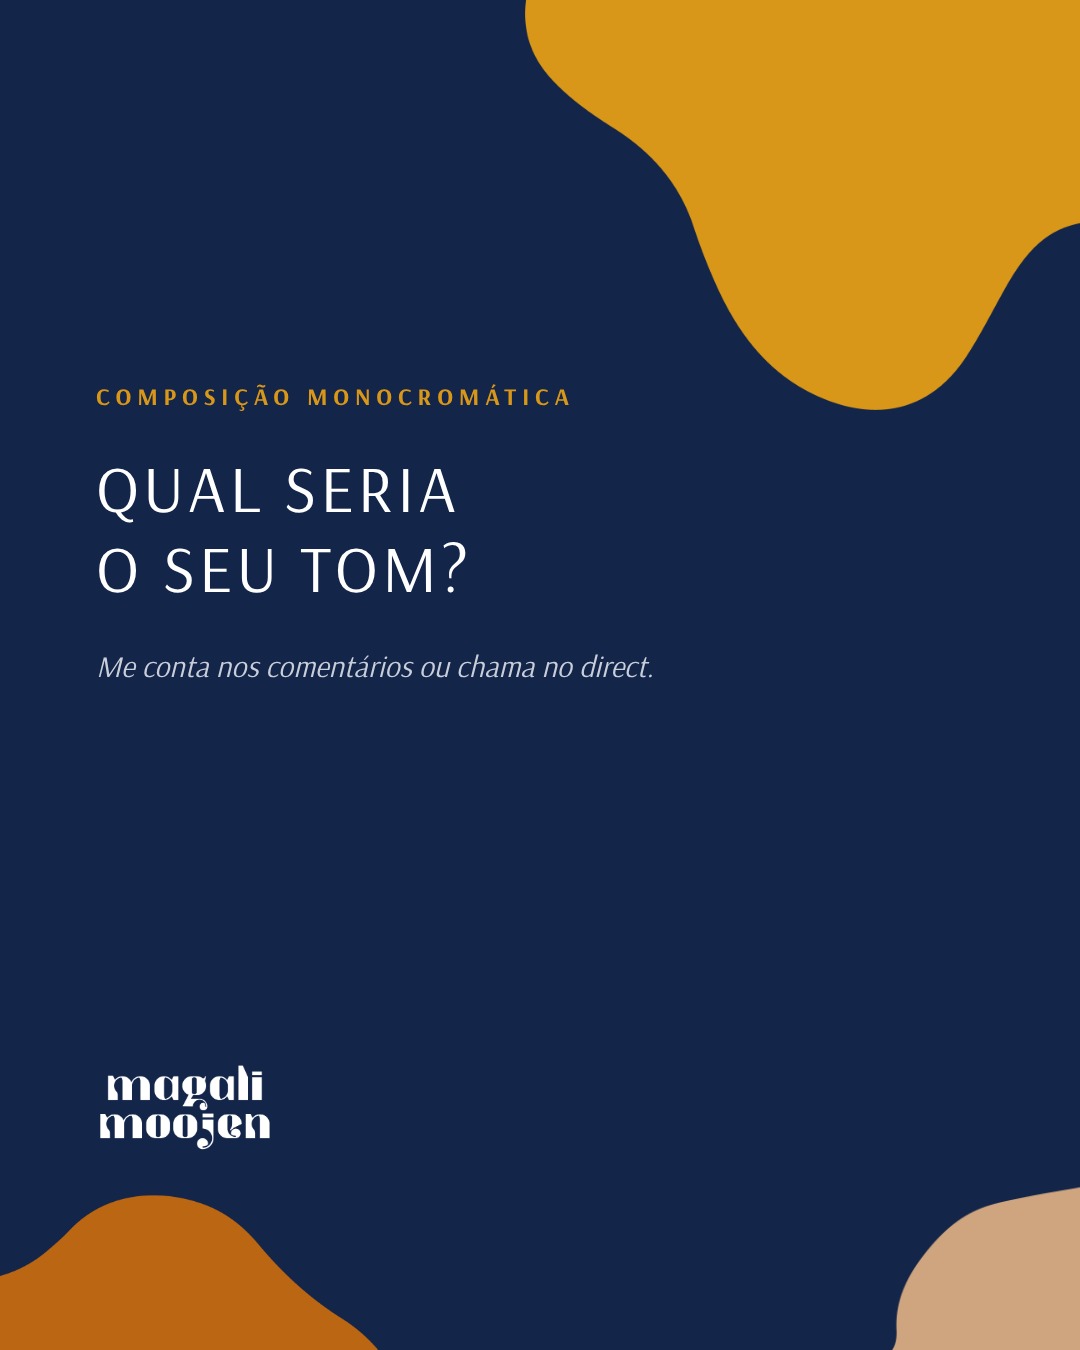 COMPOSIÇÃO MONOCROMÁTICA
QUAL SERIA
O SEU TOM?
Me conta nos comentários ou chama no direct.
magali
moojen